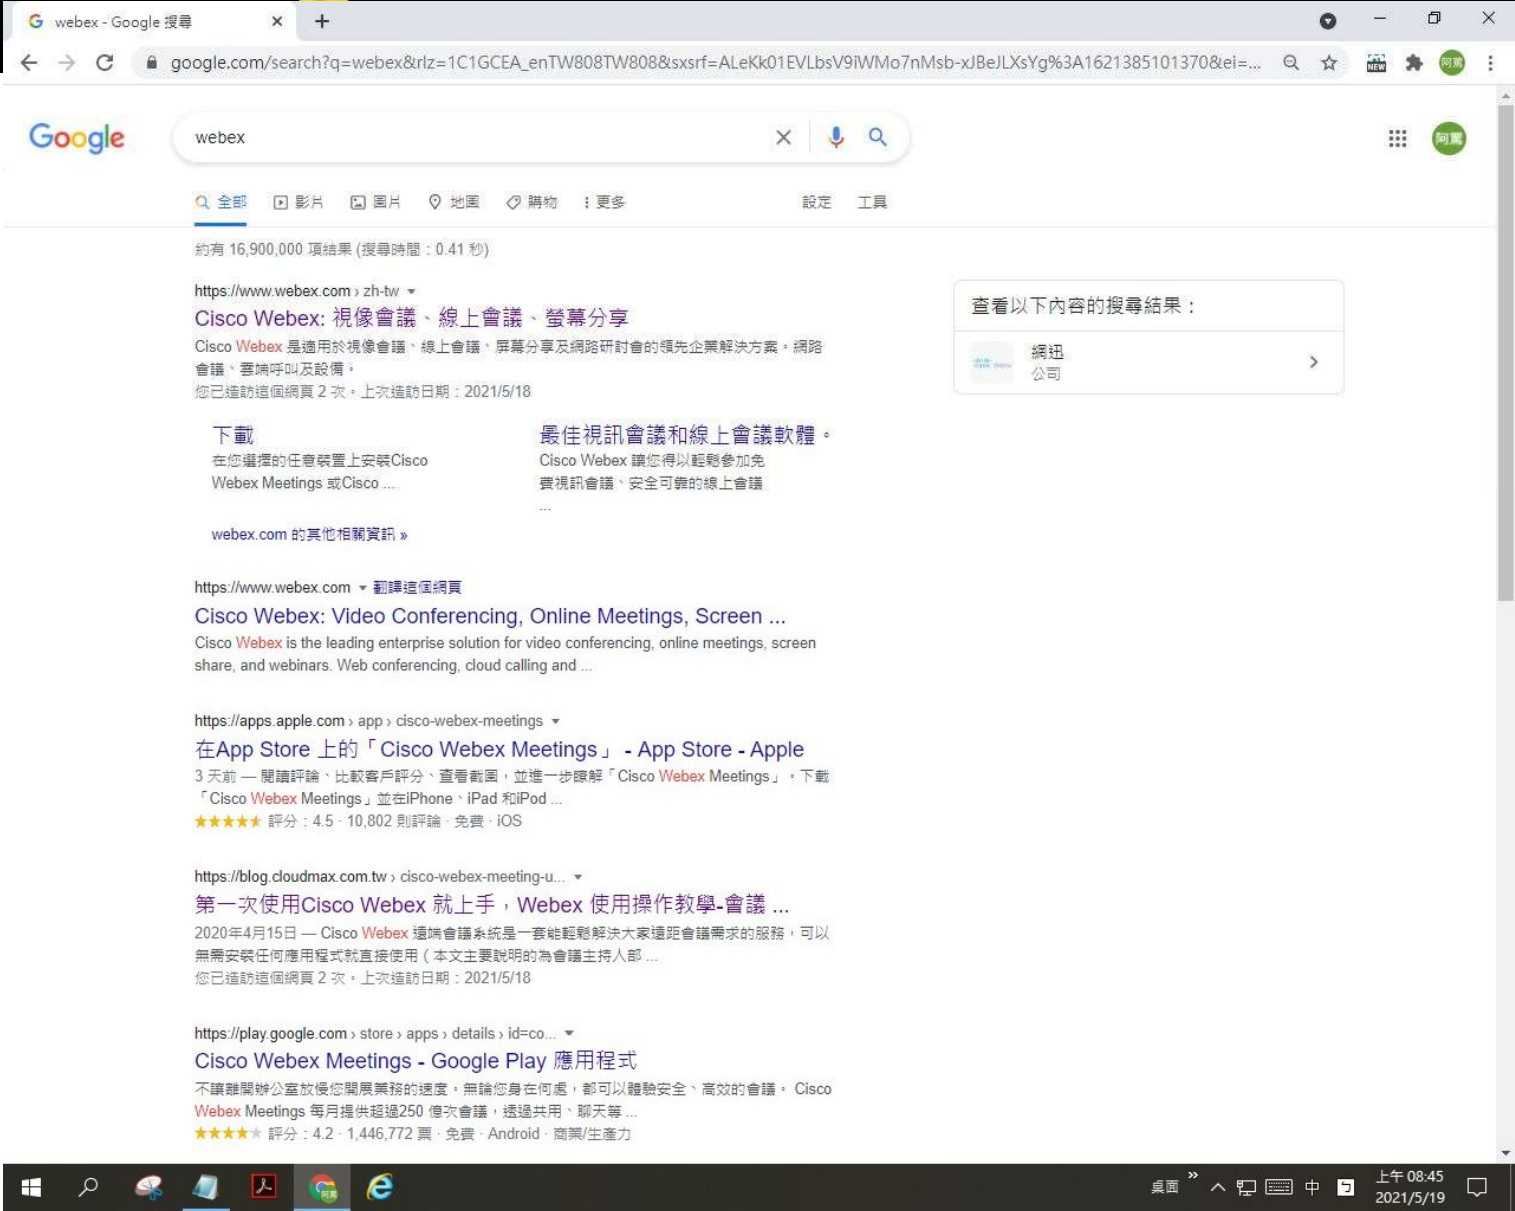 webex - Google 搜尋
google.com/search?q=webex&rlz=1C1GCEA_enTW808TW808&sxsrf=ALeKk01EVLbsV9iWMo7nMsb-xJBeJLXsYg%3A1621385101370&ei=...
NEW
阿駡
Google
webex
阿駡
全部 影片 圖片 地圖 購物 更多 設定 工具
約有 16,900,000 項結果 (搜尋時間：0.41 秒)
https://www.webex.com › zh-tw
Cisco Webex: 視像會議、線上會議、螢幕分享
Cisco Webex 是適用於視像會議、線上會議、屏幕分享及網路研討會的領先企業解決方案。網路
會議、雲端呼叫及設備。
您已造訪這個網頁 2 次。上次造訪日期：2021/5/18
查看以下內容的搜尋結果：
網迅
公司
下載
在您選擇的任意裝置上安裝Cisco
Webex Meetings 或Cisco ...
最佳視訊會議和線上會議軟體。
Cisco Webex 讓您得以輕鬆參加免
費視訊會議、安全可靠的線上會議
...
webex.com 的其他相關資訊 »
https://www.webex.com 翻譯這個網頁
Cisco Webex: Video Conferencing, Online Meetings, Screen ...
Cisco Webex is the leading enterprise solution for video conferencing, online meetings, screen
share, and webinars. Web conferencing, cloud calling and ...
https://apps.apple.com › app › cisco-webex-meetings
在App Store 上的「Cisco Webex Meetings」 - App Store - Apple
3 天前 — 閱讀評論、比較客戶評分、查看截圖，並進一步瞭解「Cisco Webex Meetings」。下載
「Cisco Webex Meetings」並在iPhone、iPad 和iPod ...
評分：4.5 · 10,802 則評論 · 免費 · iOS
https://blog.cloudmax.com.tw › cisco-webex-meeting-u...
第一次使用Cisco Webex 就上手，Webex 使用操作教學-會議 ...
2020年4月15日 — Cisco Webex 遠端會議系統是一套能輕鬆解決大家遠距會議需求的服務，可以
無需安裝任何應用程式就直接使用 ( 本文主要說明的為會議主持人部 ...
您已造訪這個網頁 2 次。上次造訪日期：2021/5/18
https://play.google.com › store › apps › details › id=co...
Cisco Webex Meetings - Google Play 應用程式
不讓離開辦公室放慢您開展業務的速度。無論您身在何處，都可以體驗安全、高效的會議。 Cisco
Webex Meetings 每月提供超過250 億次會議，透過共用、聊天等 ...
評分：4.2 · 1,446,772 票 · 免費 · Android · 商業/生產力
桌面 » 中 ㄅ 上午 08:45
2021/5/19